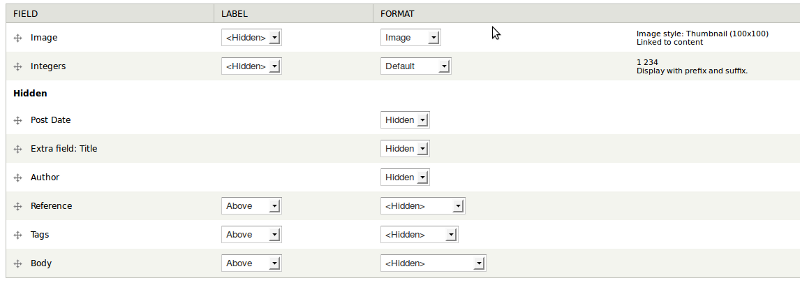 FIELD LABEL FORMAT
Image <Hidden> Image Image style: Thumbnail (100x100)
Linked to content
Integers <Hidden> Default 1 234
Display with prefix and suffix.
Hidden
Post Date Hidden
Extra field: Title Hidden
Author Hidden
Reference Above <Hidden>
Tags Above <Hidden>
Body Above <Hidden>